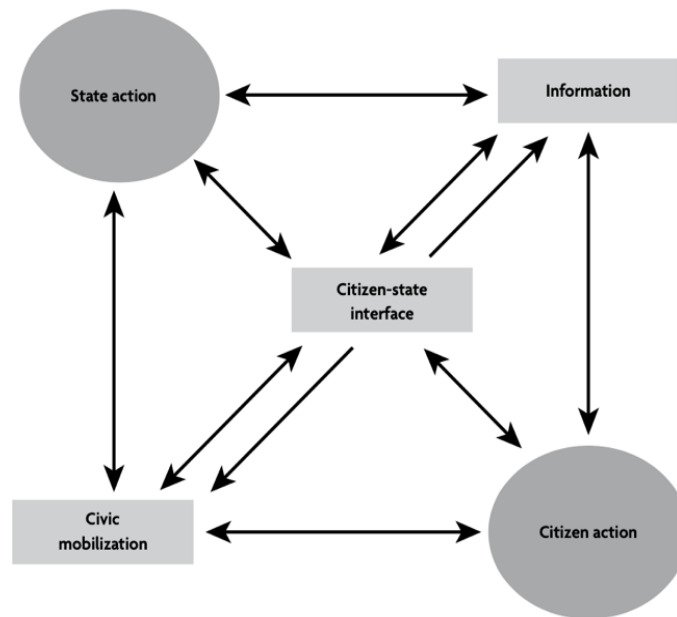 State action
Information
Citizen-state
interface
Civic
mobilization
Citizen action